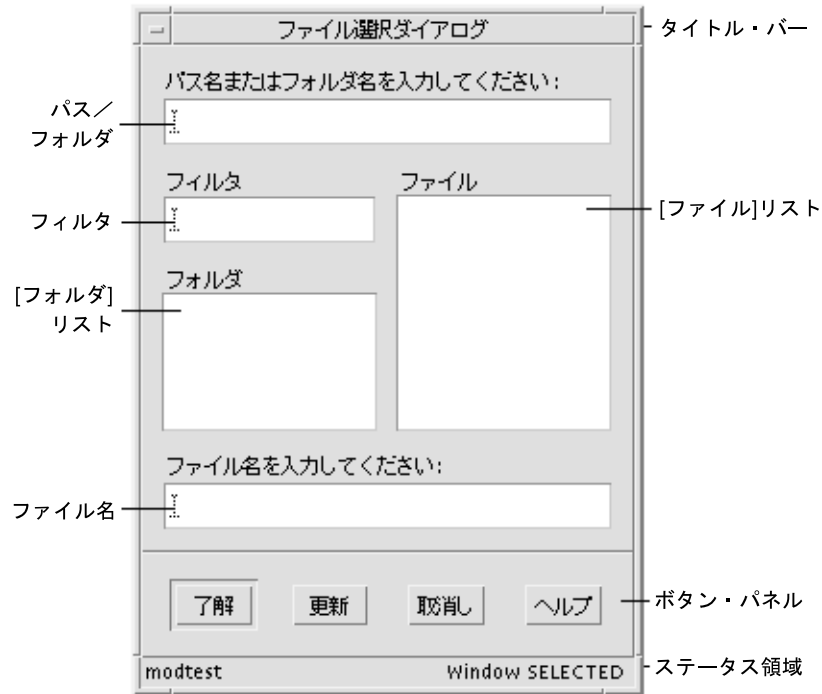 ファイル選択ダイアログ
タイトル・バー
パス名またはフォルダ名を入力してください:
パス／
フォルダ
フィルタ
ファイル
フィルタ
[ファイル]リスト
フォルダ
[フォルダ]
リスト
ファイル名を入力してください:
ファイル名
了解
更新
取消し
ヘルプ
ボタン・パネル
modtest
Window SELECTED
ステータス領域